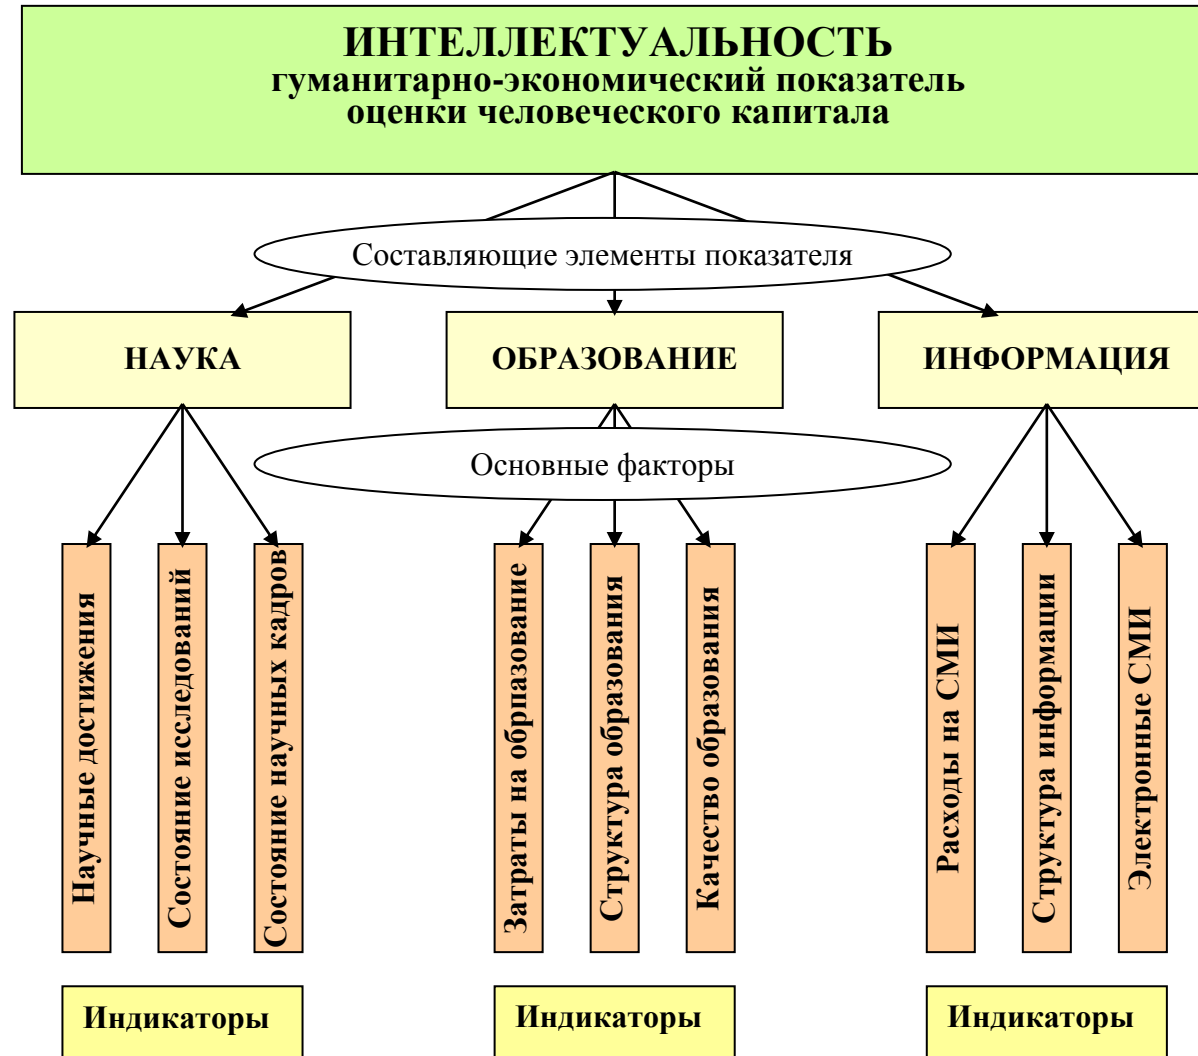 ИНТЕЛЛЕКТУАЛЬНОСТЬ
гуманитарно-экономический показатель
оценки человеческого капитала
Составляющие элементы показателя
НАУКА
ОБРАЗОВАНИЕ
ИНФОРМАЦИЯ
Основные факторы
Научные достижения
Состояние исследований
Состояние научных кадров
Затраты на обрпазование
Структура образования
Качество образования
Расходы на СМИ
Структура информации
Электронные СМИ
Индикаторы
Индикаторы
Индикаторы